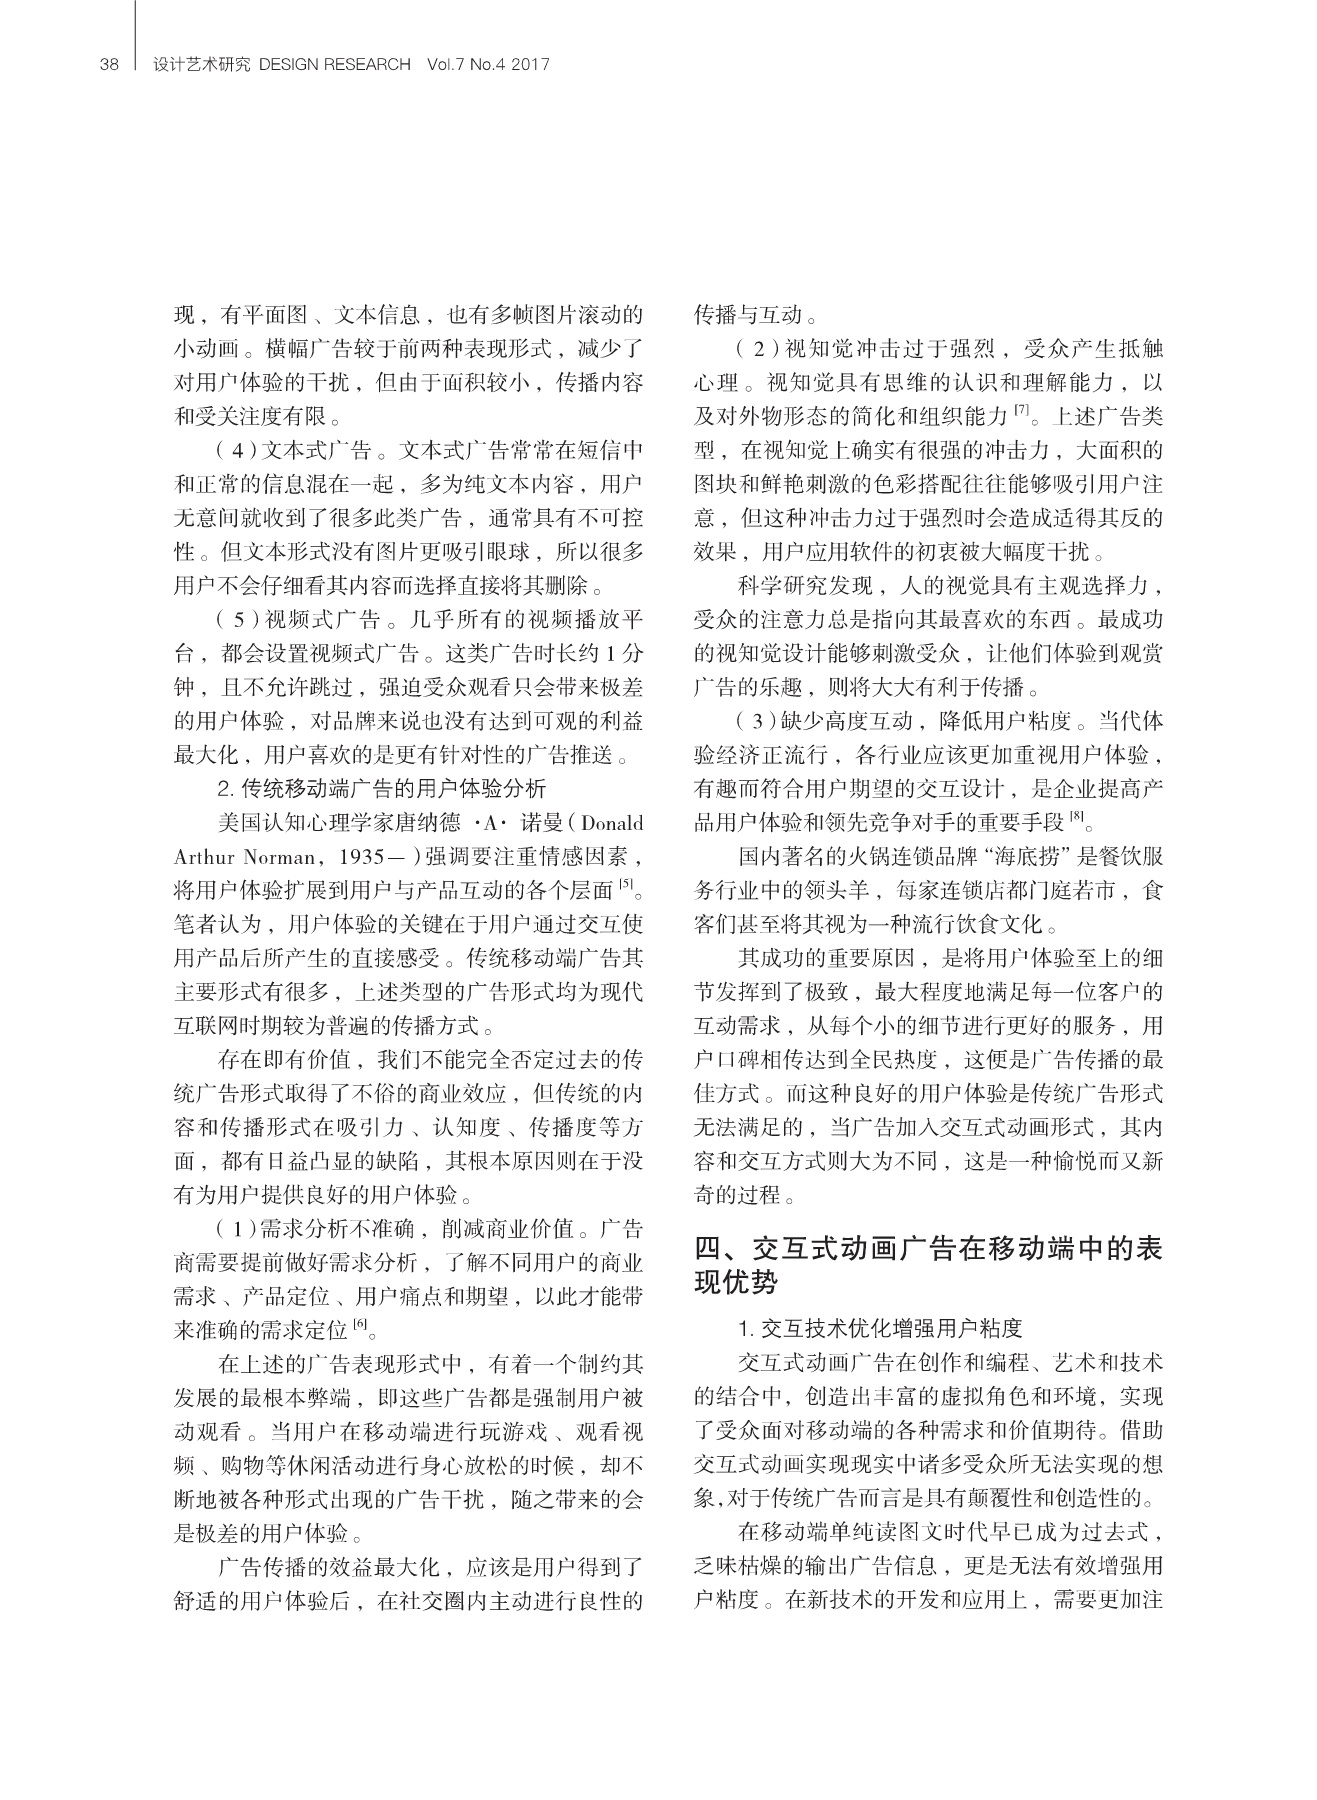 38 设计艺术研究 DESIGN RESEARCH Vol.7 No.4 2017
现，有平面图、文本信息，也有多帧图片滚动的
小动画。横幅广告较于前两种表现形式，减少了
对用户体验的干扰，但由于面积较小，传播内容
和受关注度有限。
（4）文本式广告。文本式广告常常在短信中
和正常的信息混在一起，多为纯文本内容，用户
无意间就收到了很多此类广告，通常具有不可控
性。但文本形式没有图片更吸引眼球，所以很多
用户不会仔细看其内容而选择直接将其删除。
（5）视频式广告。几乎所有的视频播放平
台，都会设置视频式广告。这类广告时长约1分
钟，且不允许跳过，强迫受众观看只会带来极差
的用户体验，对品牌来说也没有达到可观的利益
最大化，用户喜欢的是更有针对性的广告推送。
2. 传统移动端广告的用户体验分析
美国认知心理学家唐纳德·A·诺曼（Donald
Arthur Norman，1935—）强调要注重情感因素，
将用户体验扩展到用户与产品互动的各个层面[5]。
笔者认为，用户体验的关键在于用户通过交互使
用产品后所产生的直接感受。传统移动端广告其
主要形式有很多，上述类型的广告形式均为现代
互联网时期较为普遍的传播方式。
存在即有价值，我们不能完全否定过去的传
统广告形式取得了不俗的商业效应，但传统的内
容和传播形式在吸引力、认知度、传播度等方
面，都有日益凸显的缺陷，其根本原因则在于没
有为用户提供良好的用户体验。
（1）需求分析不准确，削减商业价值。广告
商需要提前做好需求分析，了解不同用户的商业
需求、产品定位、用户痛点和期望，以此才能带
来准确的需求定位[6]。
在上述的广告表现形式中，有着一个制约其
发展的最根本弊端，即这些广告都是强制用户被
动观看。当用户在移动端进行玩游戏、观看视
频、购物等休闲活动进行身心放松的时候，却不
断地被各种形式出现的广告干扰，随之带来的会
是极差的用户体验。
广告传播的效益最大化，应该是用户得到了
舒适的用户体验后，在社交圈内主动进行良性的
传播与互动。
（2）视知觉冲击过于强烈，受众产生抵触
心理。视知觉具有思维的认识和理解能力，以
及对外物形态的简化和组织能力[7]。上述广告类
型，在视知觉上确实有很强的冲击力，大面积的
图块和鲜艳刺激的色彩搭配往往能够吸引用户注
意，但这种冲击力过于强烈时会造成适得其反的
效果，用户应用软件的初衷被大幅度干扰。
科学研究发现，人的视觉具有主观选择力，
受众的注意力总是指向其最喜欢的东西。最成功
的视知觉设计能够刺激受众，让他们体验到观赏
广告的乐趣，则将大大有利于传播。
（3）缺少高度互动，降低用户粘度。当代体
验经济正流行，各行业应该更加重视用户体验，
有趣而符合用户期望的交互设计，是企业提高产
品用户体验和领先竞争对手的重要手段[8]。
国内著名的火锅连锁品牌“海底捞”是餐饮服
务行业中的领头羊，每家连锁店都门庭若市，食
客们甚至将其视为一种流行饮食文化。
其成功的重要原因，是将用户体验至上的细
节发挥到了极致，最大程度地满足每一位客户的
互动需求，从每个小的细节进行更好的服务，用
户口碑相传达到全民热度，这便是广告传播的最
佳方式。而这种良好的用户体验是传统广告形式
无法满足的，当广告加入交互式动画形式，其内
容和交互方式则大为不同，这是一种愉悦而又新
奇的过程。
四、交互式动画广告在移动端中的表
现优势
1. 交互技术优化增强用户粘度
交互式动画广告在创作和编程、艺术和技术
的结合中，创造出丰富的虚拟角色和环境，实现
了受众面对移动端的各种需求和价值期待。借助
交互式动画实现现实中诸多受众所无法实现的想
象，对于传统广告而言是具有颠覆性和创造性的。
在移动端单纯读图文时代早已成为过去式，
乏味枯燥的输出广告信息，更是无法有效增强用
户粘度。在新技术的开发和应用上，需要更加注